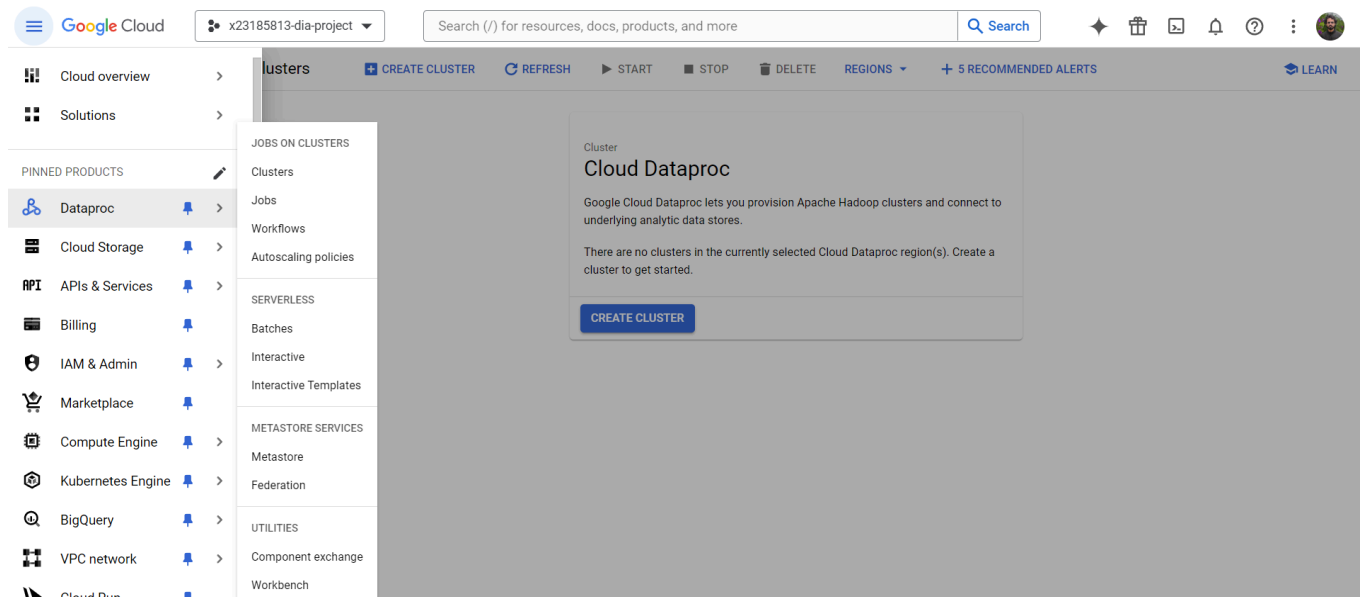 Google Cloud
x23185813-dia-project
Search (/) for resources, docs, products, and more
Search
Cloud overview
Solutions
PINNED PRODUCTS
Dataproc
Cloud Storage
API APIs & Services
Billing
IAM & Admin
Marketplace
Compute Engine
Kubernetes Engine
BigQuery
VPC network
Cloud Run
JOBS ON CLUSTERS
Clusters
Jobs
Workflows
Autoscaling policies
SERVERLESS
Batches
Interactive
Interactive Templates
METASTORE SERVICES
Metastore
Federation
UTILITIES
Component exchange
Workbench
lusters
CREATE CLUSTER
REFRESH
START
STOP
DELETE
REGIONS
5 RECOMMENDED ALERTS
LEARN
Cluster
Cloud Dataproc
Google Cloud Dataproc lets you provision Apache Hadoop clusters and connect to
underlying analytic data stores.
There are no clusters in the currently selected Cloud Dataproc region(s). Create a
cluster to get started.
CREATE CLUSTER